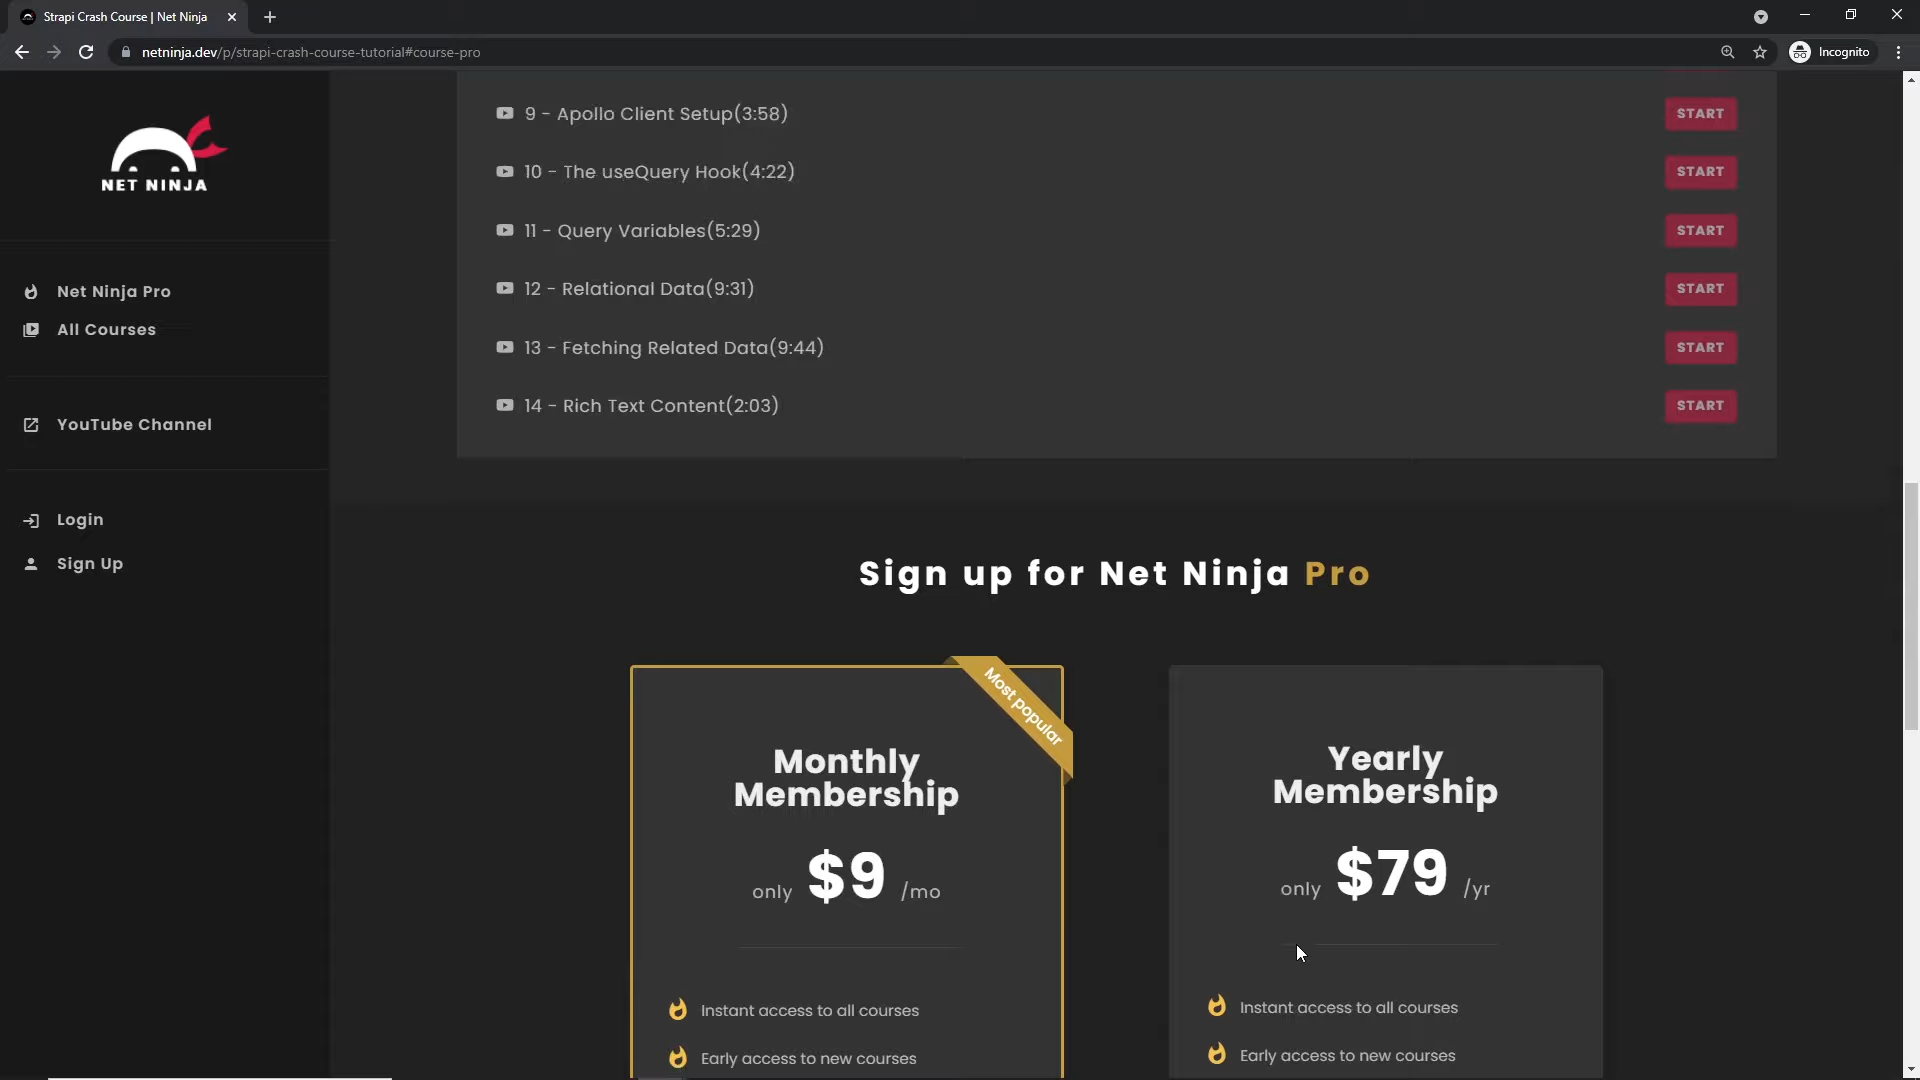 Strapi Crash Course | Net Ninja
netninja.dev/p/strapi-crash-course-tutorial#course-pro
Incognito
NET NINJA
Net Ninja Pro
All Courses
YouTube Channel
Login
Sign Up
9 - Apollo Client Setup(3:58)
START
10 - The useQuery Hook(4:22)
START
11 - Query Variables(5:29)
START
12 - Relational Data(9:31)
START
13 - Fetching Related Data(9:44)
START
14 - Rich Text Content(2:03)
START
Sign up for Net Ninja Pro
Most popular
Monthly
Membership
only $9 /mo
Instant access to all courses
Early access to new courses
Yearly
Membership
only $79 /yr
Instant access to all courses
Early access to new courses